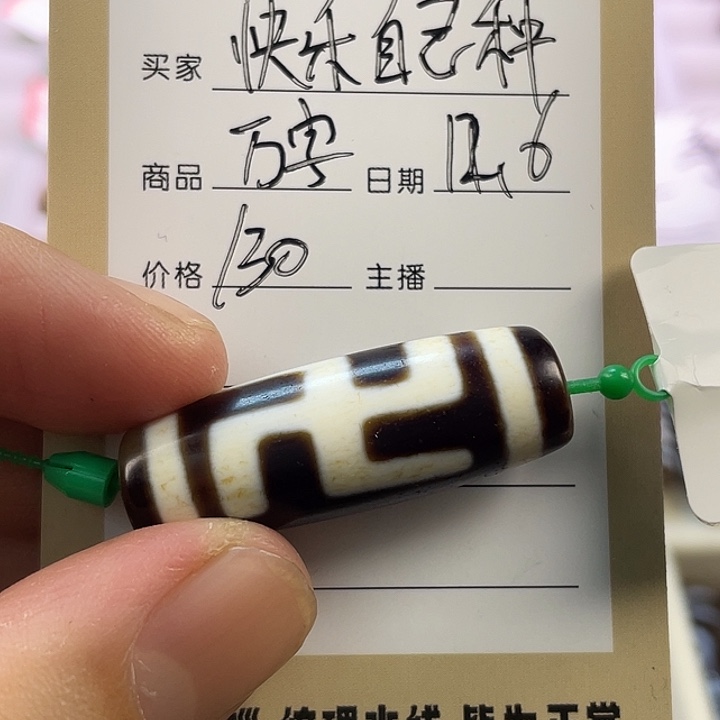 买家 快乐自己种
商品 万字 日期 12.6
价格 130 主播